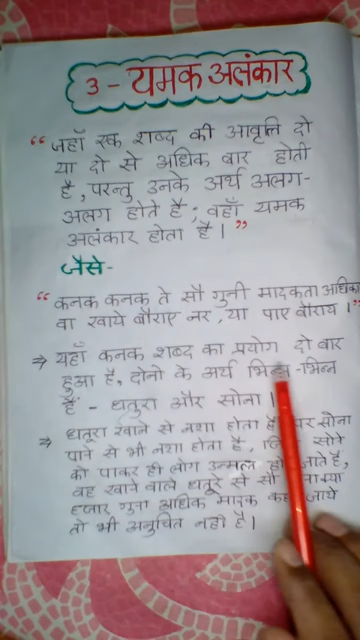 3 - यमक अलंकार
“ जहाँ एक शब्द की आवृति दो
या दो से अधिक बार होती
है, परन्तु उनके अर्थ अलग-
अलग होते है; वहाँ यमक
अलंकार होता है। ”
जैसे-
“ कनक कनक ते सौ गुनी मादकता अधिकाय
वा खाये बौराए नर, या पाए बौराय।”
⇒ यहाँ कनक शब्द का प्रयोग दो बार
हुआ है, दोनो के अर्थ भिन्न-भिन्न
हैं - धतुरा और सोना।
⇒ धतूरा खाने से नशा होता है सोना
पाने से भी नशा होता है, सोने
को पाकर ही लोग उन्मत्त हो जाते है,
वह खाने वाले धतूरे से सौ
हजार गुना अधिक मादक कहा जाये
तो भी अनुचित नहीं है।